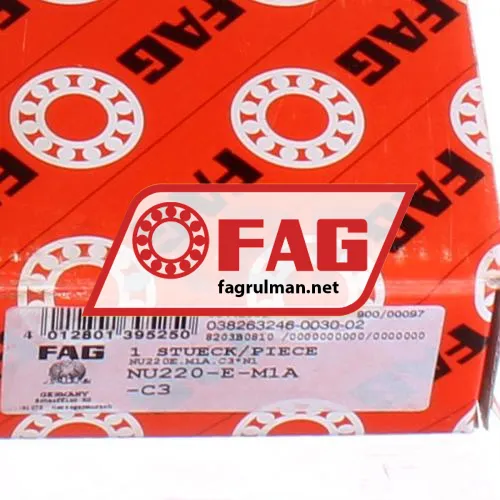 FAG
FAG
FAG
FAG
fagrulman.net
900/00097
038263246-0030-02
4 012801 395250
8203B0810 /0000000000/0000000
FAG
1 STUECK/PIECE
NU220E.M1A.C3*N1
NU220-E-M1A
-C3
GERMANY